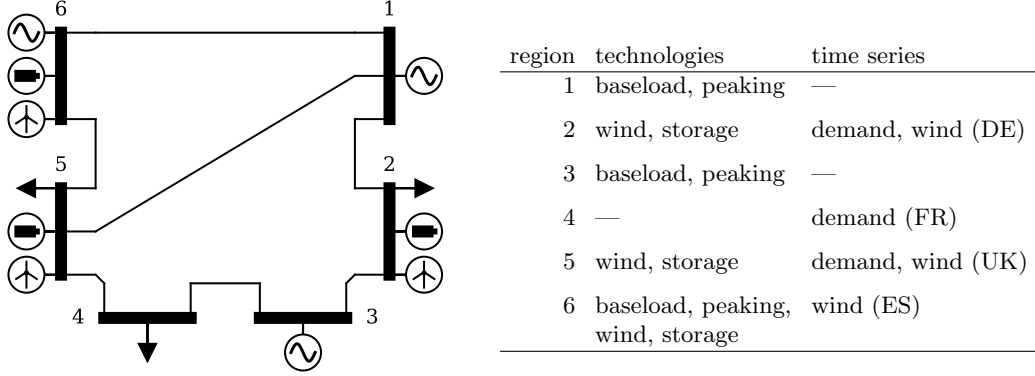 6
1
5
2
4
3
region technologies time series
1 baseload, peaking —
2 wind, storage demand, wind (DE)
3 baseload, peaking —
4 — demand (FR)
5 wind, storage demand, wind (UK)
6 baseload, peaking, wind (ES)
wind, storage